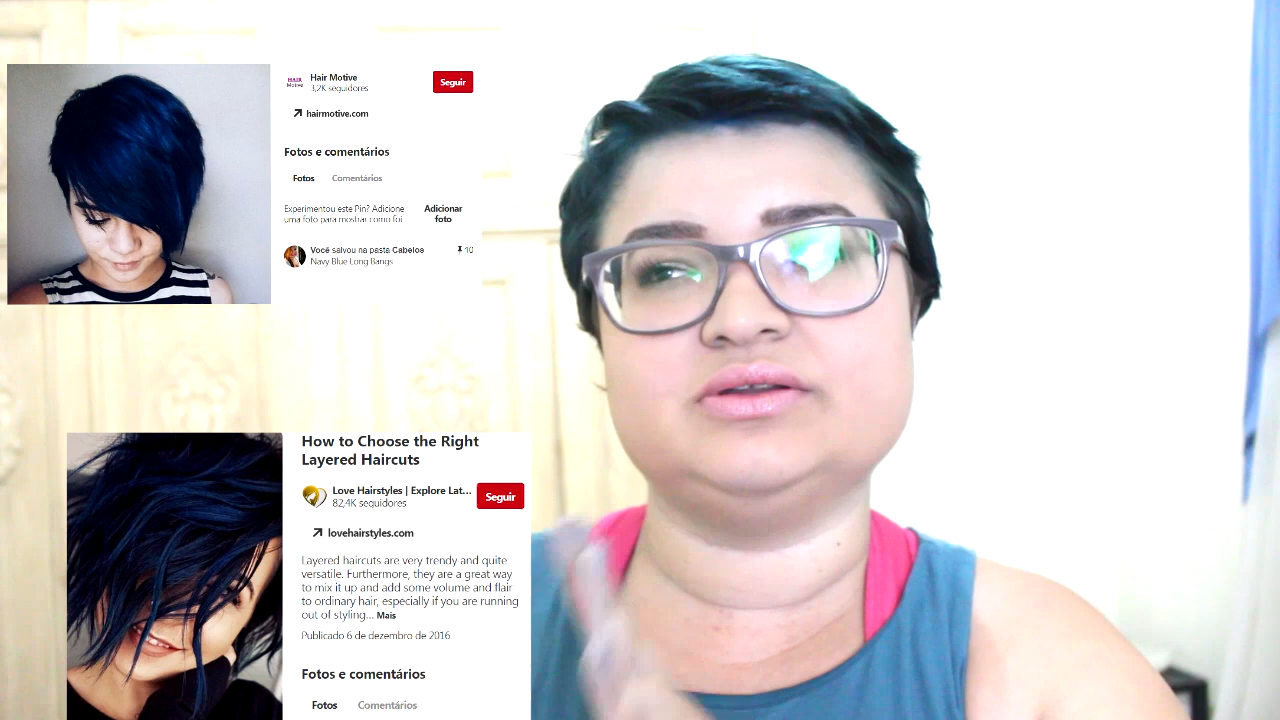 HAIR
Motive
Hair Motive
3,2K seguidores
Seguir
hairmotive.com
Fotos e comentários
Fotos
Comentários
Experimentou este Pin? Adicione
uma foto para mostrar como foi
Adicionar
foto
Você salvou na pasta Cabelos
10
Navy Blue Long Bangs
How to Choose the Right
Layered Haircuts
Love Hairstyles | Explore Lat...
82,4K seguidores
Seguir
lovehairstyles.com
Layered haircuts are very trendy and quite
versatile. Furthermore, they are a great way
to mix it up and add some volume and flair
to ordinary hair, especially if you are running
out of styling... Mais
Publicado 6 de dezembro de 2016
Fotos e comentários
Fotos
Comentários